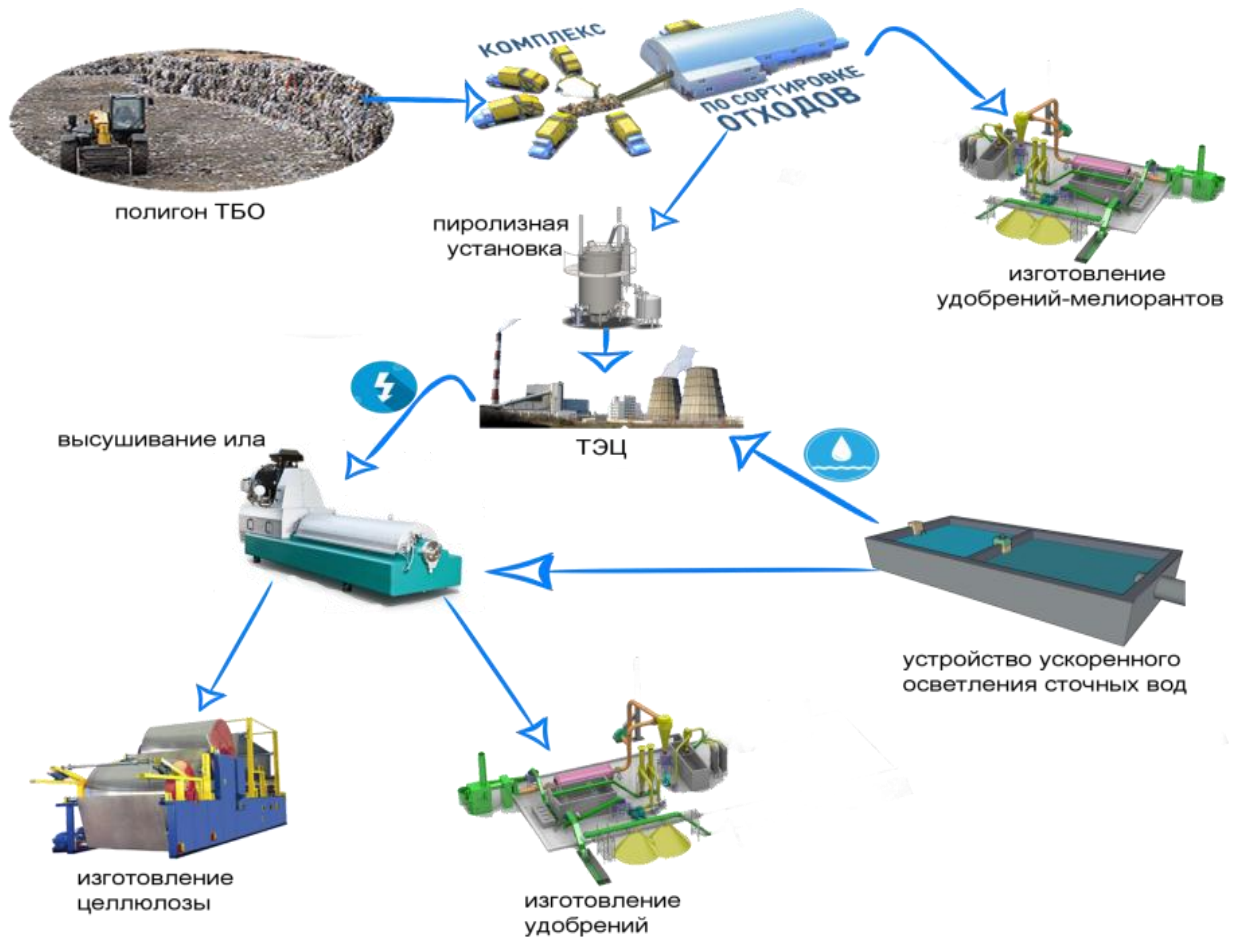 КОМПЛЕКС
ПО СОРТИРОВКЕ
ОТХОДОВ
полигон ТБО
пиролизная
установка
изготовление
удобрений-мелиорантов
высушивание ила
ТЭЦ
устройство ускоренного
осветления сточных вод
изготовление
целлюлозы
изготовление
удобрений